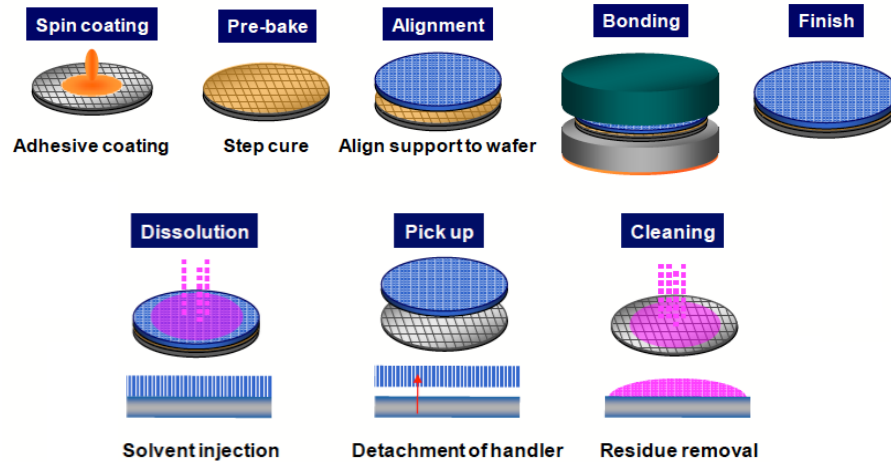 Spin coating
Pre-bake
Alignment
Bonding
Finish
Adhesive coating
Step cure
Align support to wafer
Dissolution
Pick up
Cleaning
Solvent injection
Detachment of handler
Residue removal